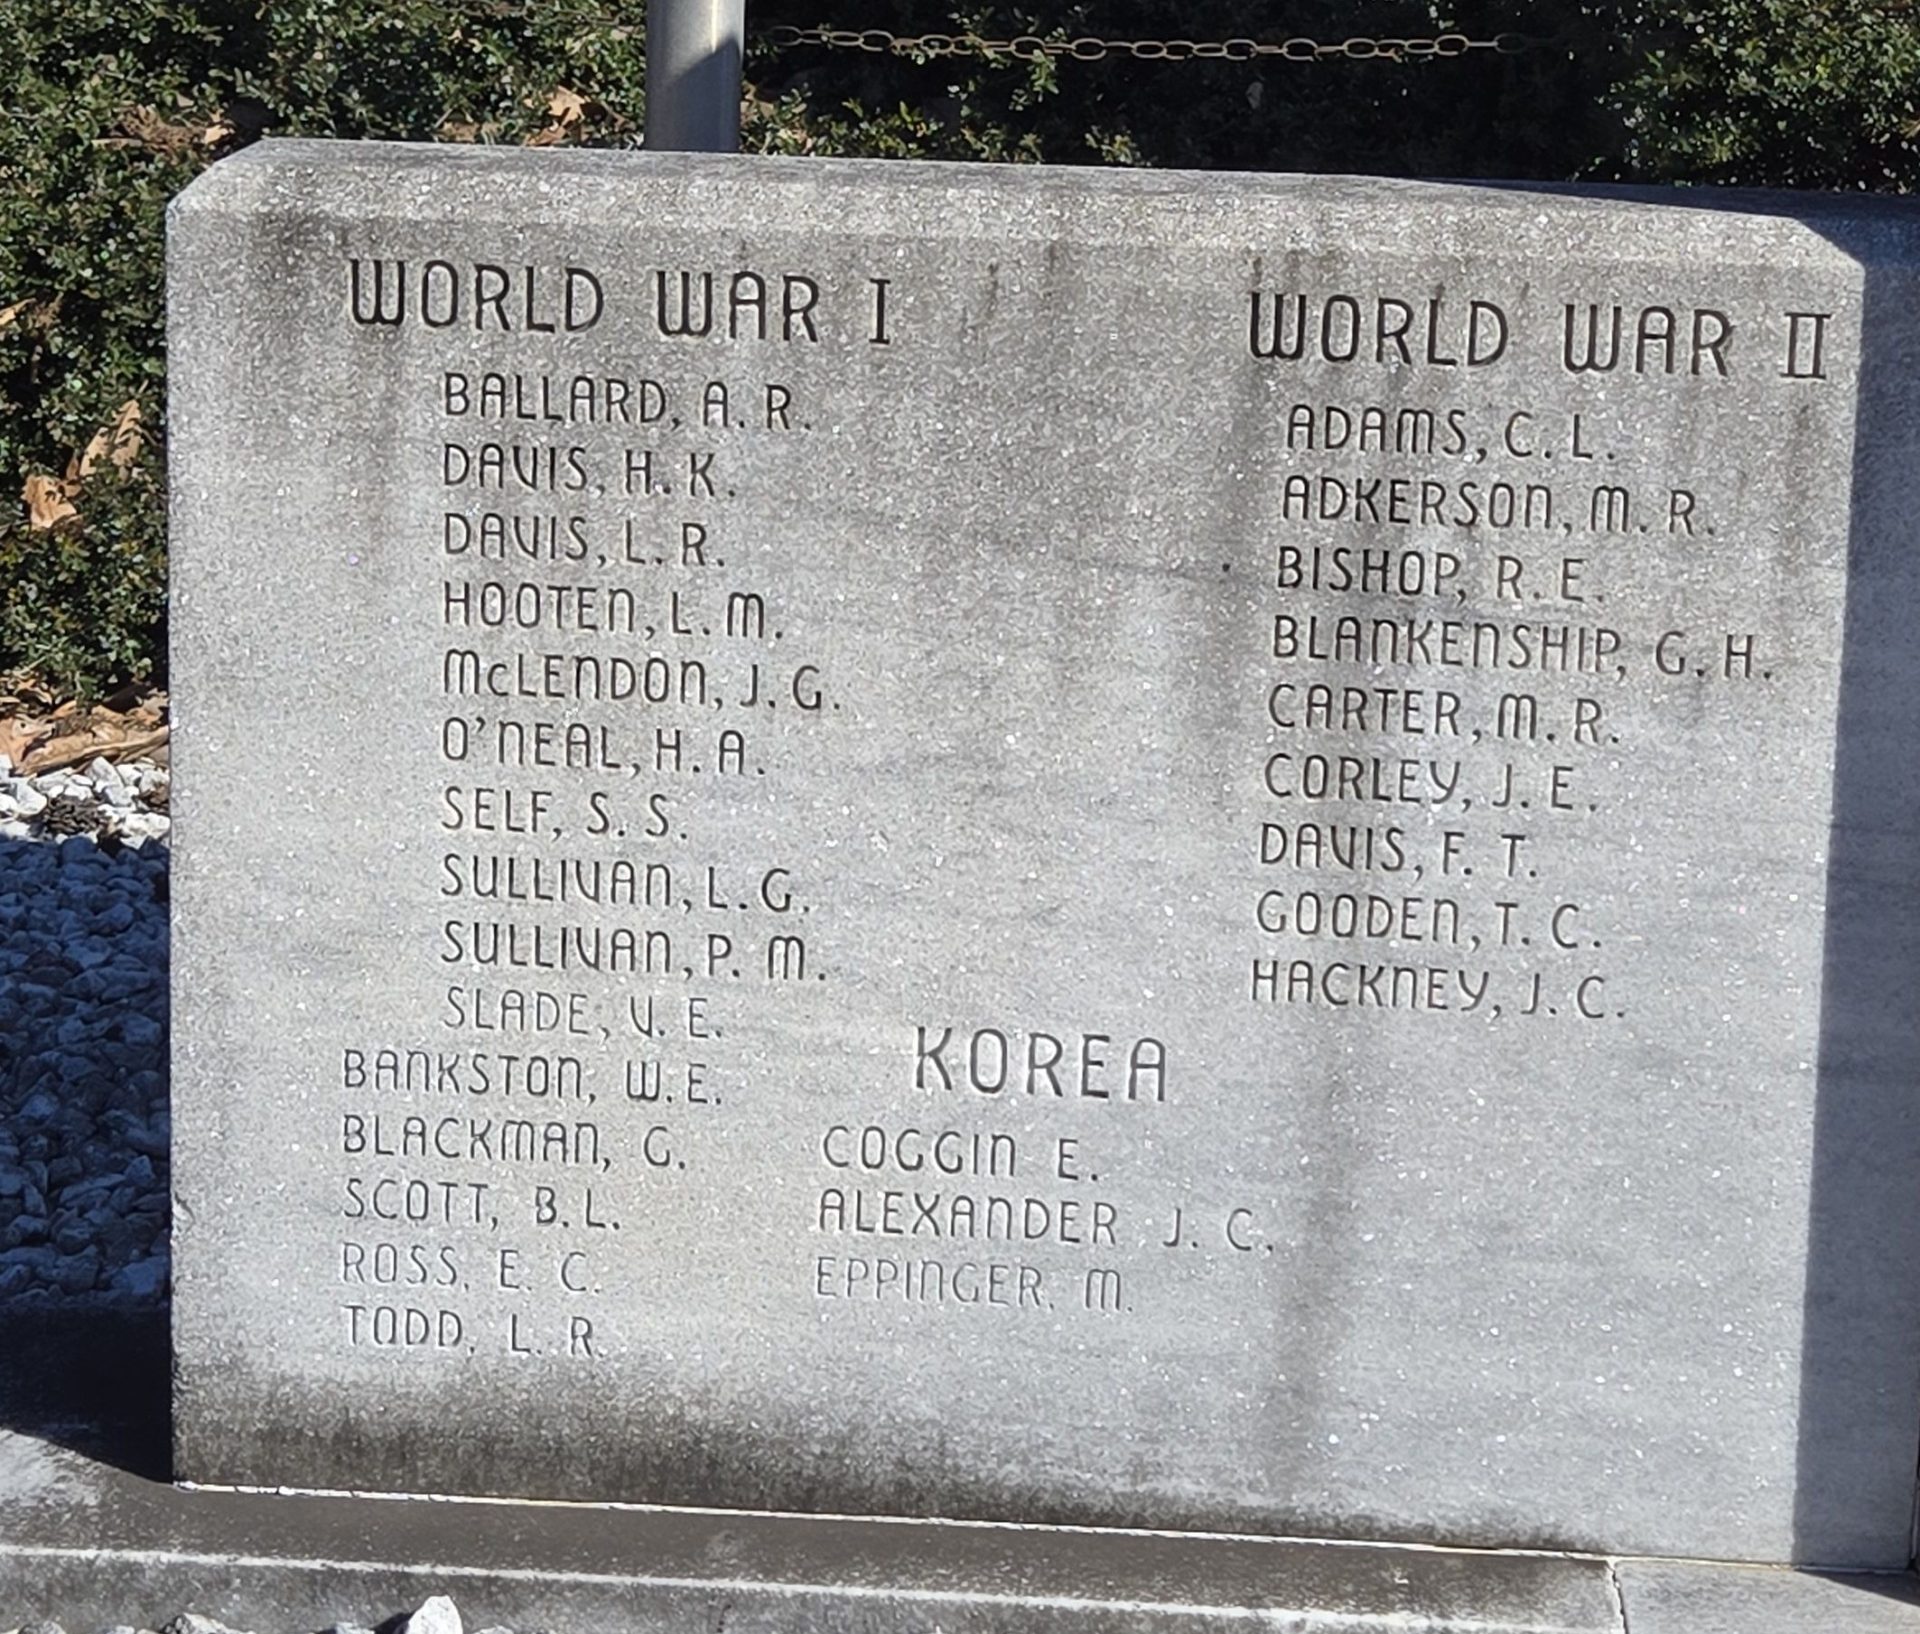 WORLD WAR I
BALLARD, A. R.
DAVIS, H. K.
DAVIS, L. R.
HOOTEN, L. M.
McLENDON, J. G.
O'NEAL, H. A.
SELF, S. S.
SULLIVAN, L. G.
SULLIVAN, P. M.
SLADE, V. E.
BANKSTON, W. E.
BLACKMAN, G.
SCOTT, B. L.
ROSS, E. C.
TODD, L. R.
WORLD WAR II
ADAMS, C. L.
ADKERSON, M. R.
BISHOP, R. E.
BLANKENSHIP, G. H.
CARTER, M. R.
CORLEY, J. E.
DAVIS, F. T.
GOODEN, T. C.
HACKNEY, J. C.
KOREA
COGGIN E.
ALEXANDER J. C.
EPPINGER, M.